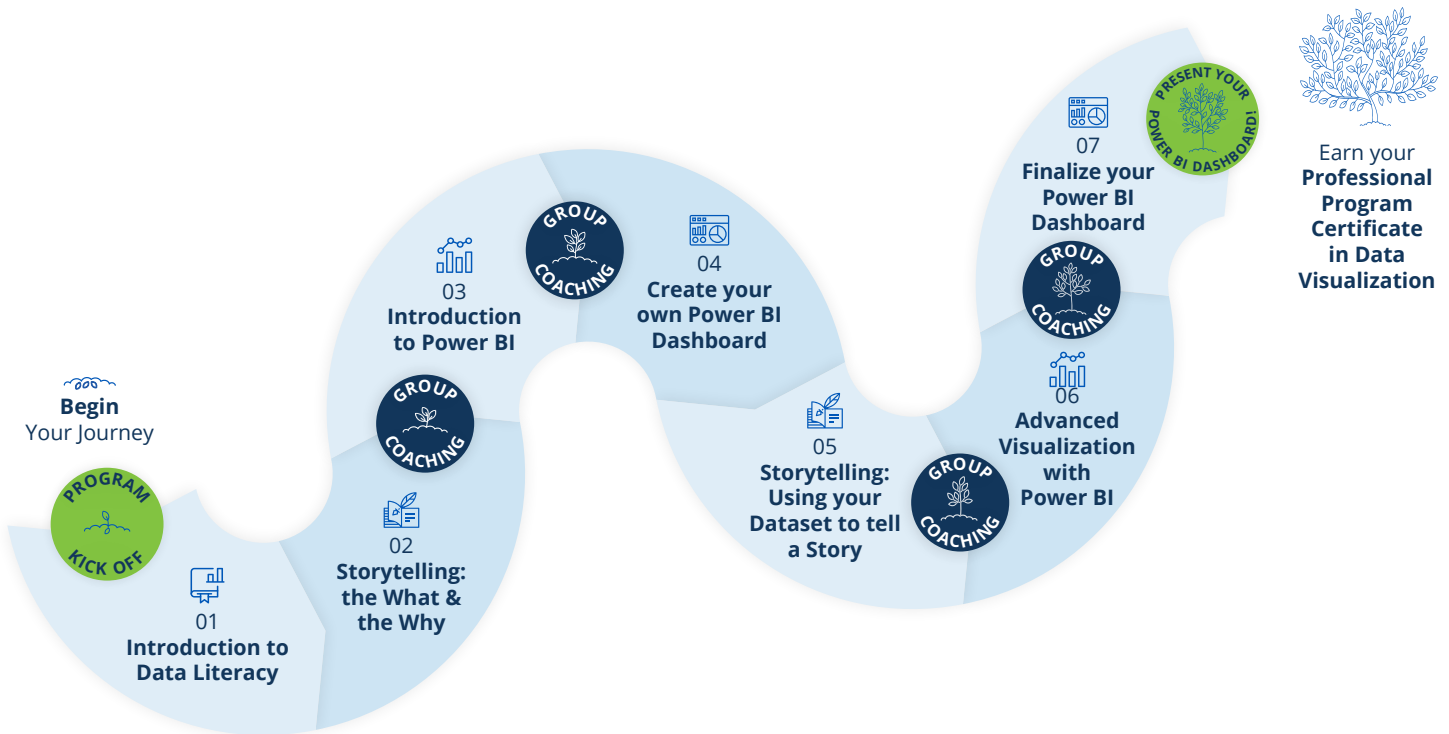 Begin
Your Journey
PROGRAM
KICK OFF
01
Introduction to
Data Literacy
02
Storytelling:
the What &
the Why
GROUP
COACHING
03
Introduction
to Power BI
GROUP
COACHING
04
Create your
own Power BI
Dashboard
05
Storytelling:
Using your
Dataset to tell
a Story
GROUP
COACHING
06
Advanced
Visualization
with
Power BI
GROUP
COACHING
07
Finalize your
Power BI
Dashboard
PRESENT YOUR
POWER BI DASHBOARD!
Earn your
Professional
Program
Certificate
in Data
Visualization